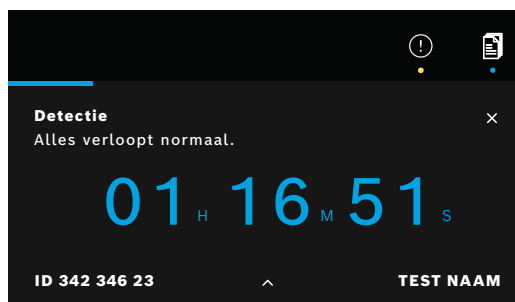 Detectie
Alles verloopt normaal.
01 H 16 M 51 S
ID 342 346 23
TEST NAAM